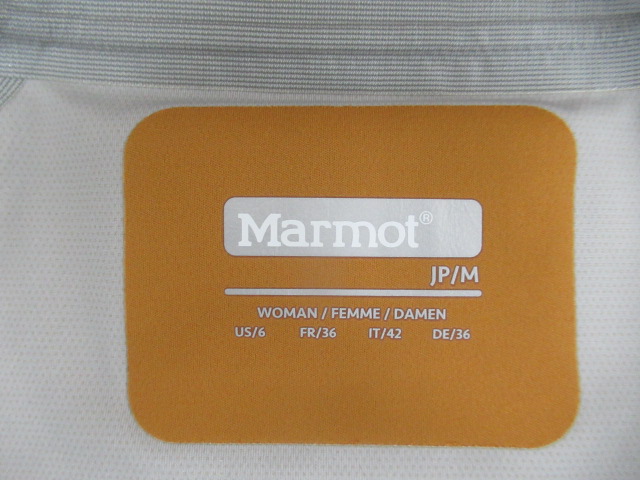 Marmot®
JP/M
WOMAN / FEMME / DAMEN
US/6 FR/36 IT/42 DE/36